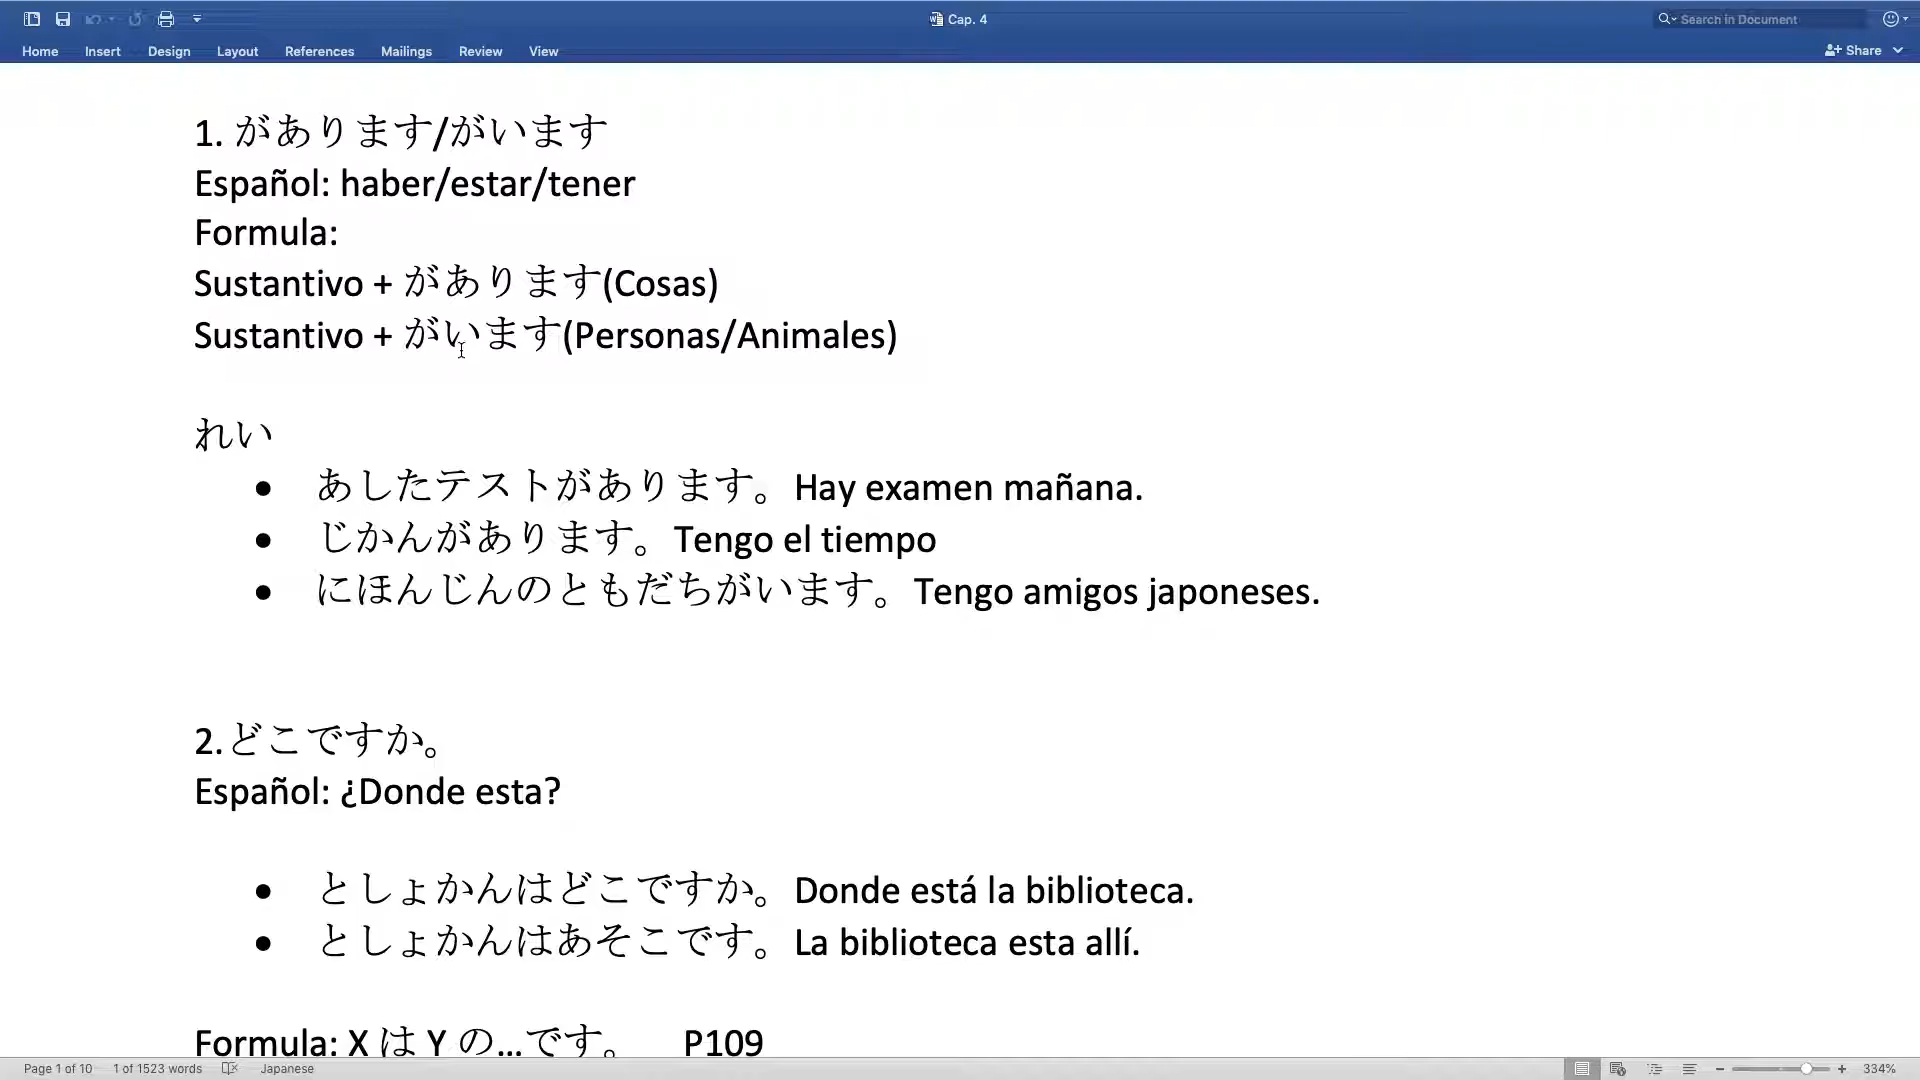 Cap. 4
Search in Document
Home Insert Design Layout References Mailings Review View
Share
1. があります/がいます
Español: haber/estar/tener
Formula:
Sustantivo + があります(Cosas)
Sustantivo + がいます(Personas/Animales)
れい
● あしたテストがあります。Hay examen mañana.
● じかんがあります。Tengo el tiempo
● にほんじんのともだちがいます。Tengo amigos japoneses.
2.どこですか。
Español: ¿Donde esta?
● としょかんはどこですか。Donde está la biblioteca.
● としょかんはあそこです。La biblioteca esta allí.
Formula: X は Y の...です。 P109
Page 1 of 10 1 of 1523 words Japanese 334%